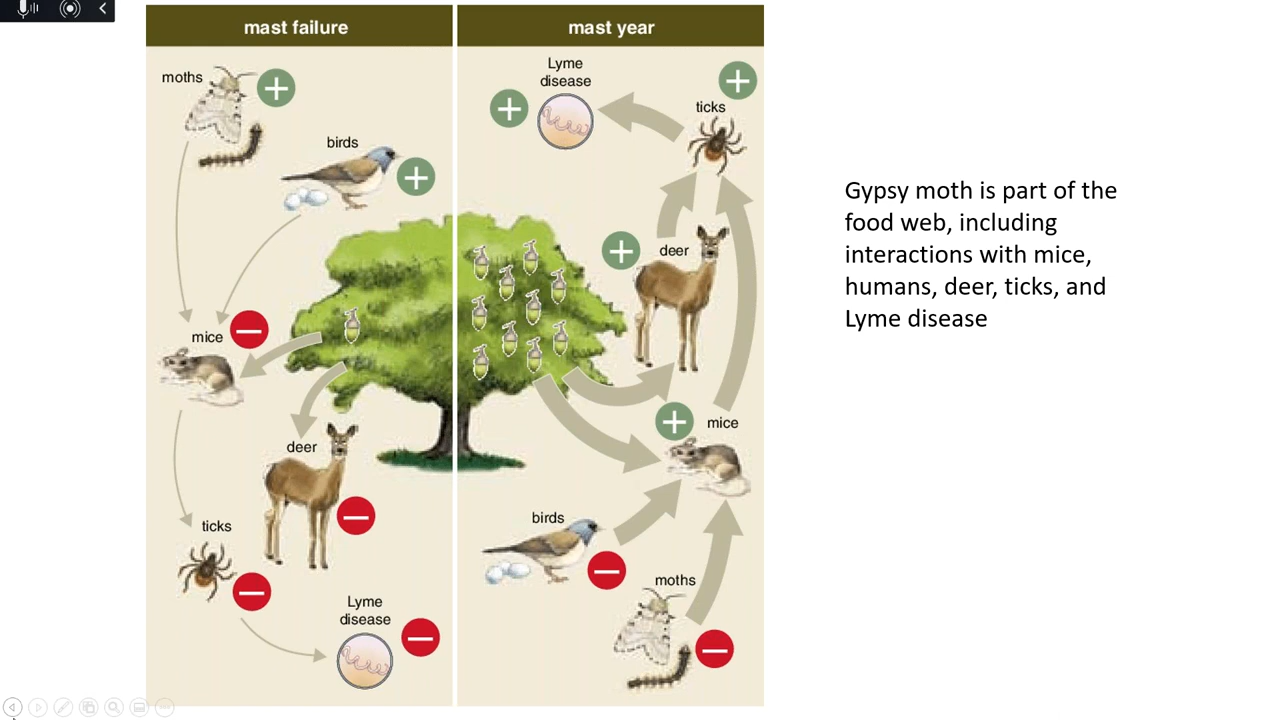 mast failure
moths
birds
mice
deer
ticks
Lyme
disease
mast year
Lyme
disease
ticks
deer
mice
birds
moths
Gypsy moth is part of the
food web, including
interactions with mice,
humans, deer, ticks, and
Lyme disease